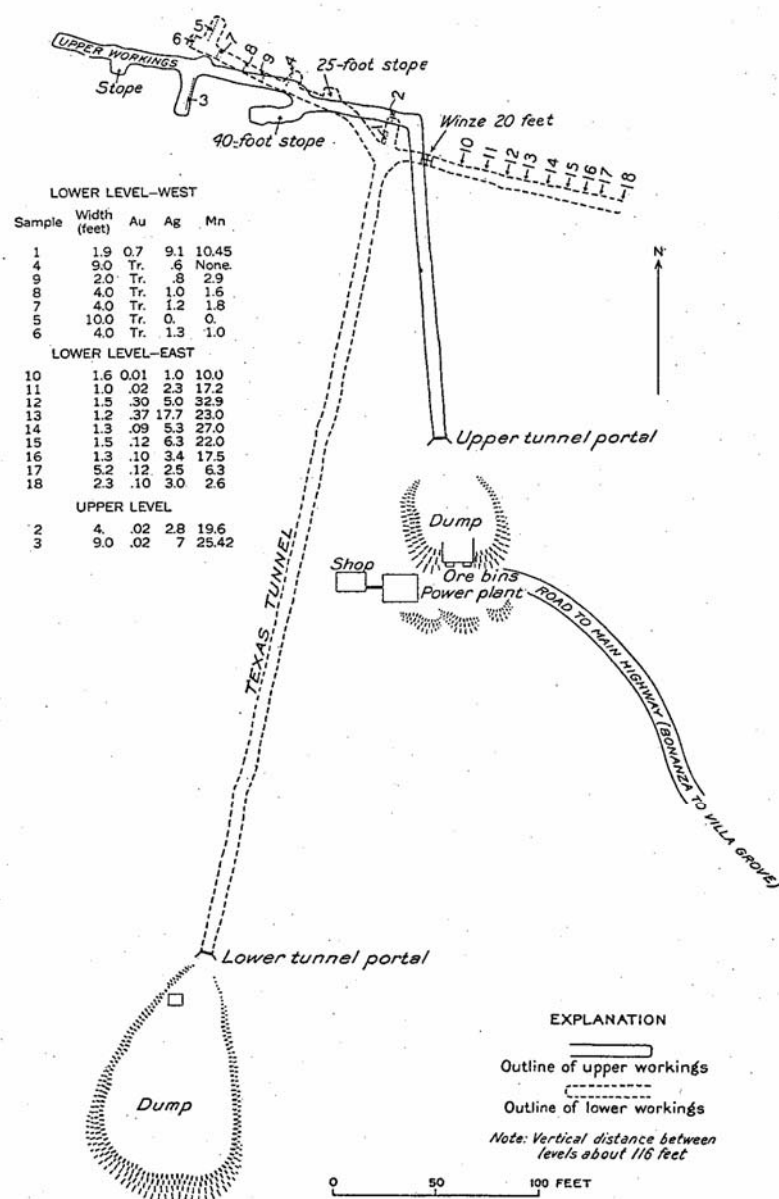 UPPER WORKINGS
Stope
3
6
5
7
8
9
4
25-foot stope
40-foot stope
1
2
Winze 20 feet
10
11
12
13
14
15
16
17
18
N
LOWER LEVEL—WEST
Sample Width (feet) Au Ag Mn
1 1.9 0.7 9.1 10.45
4 9.0 Tr. .6 None.
9 2.0 Tr. .8 2.9
8 4.0 Tr. 1.0 1.6
7 4.0 Tr. 1.2 1.8
5 10.0 Tr. 0. 0.
6 4.0 Tr. 1.3 1.0
LOWER LEVEL—EAST
10 1.6 0.01 1.0 10.0
11 1.0 .02 2.3 17.2
12 1.5 .30 5.0 32.9
13 1.2 .37 17.7 23.0
14 1.3 .09 5.3 27.0
15 1.5 .12 6.3 22.0
16 1.3 .10 3.4 17.5
17 5.2 .12 2.5 6.3
18 2.3 .10 3.0 2.6
UPPER LEVEL
2 4. .02 2.8 19.6
3 9.0 .02 7 25.42
Upper tunnel portal
Dump
Shop
Ore bins
Power plant
TEXAS TUNNEL
ROAD TO MAIN HIGHWAY (BONANZA TO VILLA GROVE)
Lower tunnel portal
Dump
EXPLANATION
Outline of upper workings
Outline of lower workings
Note: Vertical distance between
levels about 116 feet
0 50 100 FEET